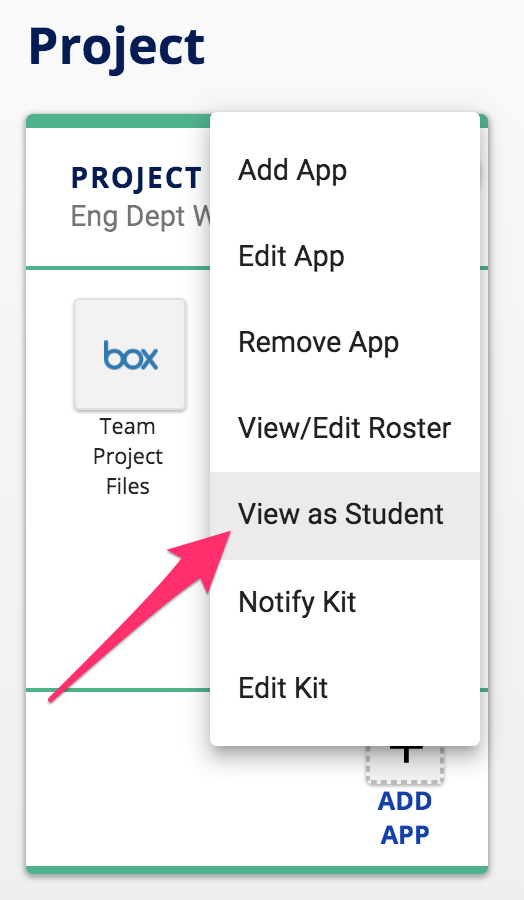 Project
PROJECT
Eng Dept
box
Team
Project
Files
Add App
Edit App
Remove App
View/Edit Roster
View as Student
Notify Kit
Edit Kit
ADD
APP